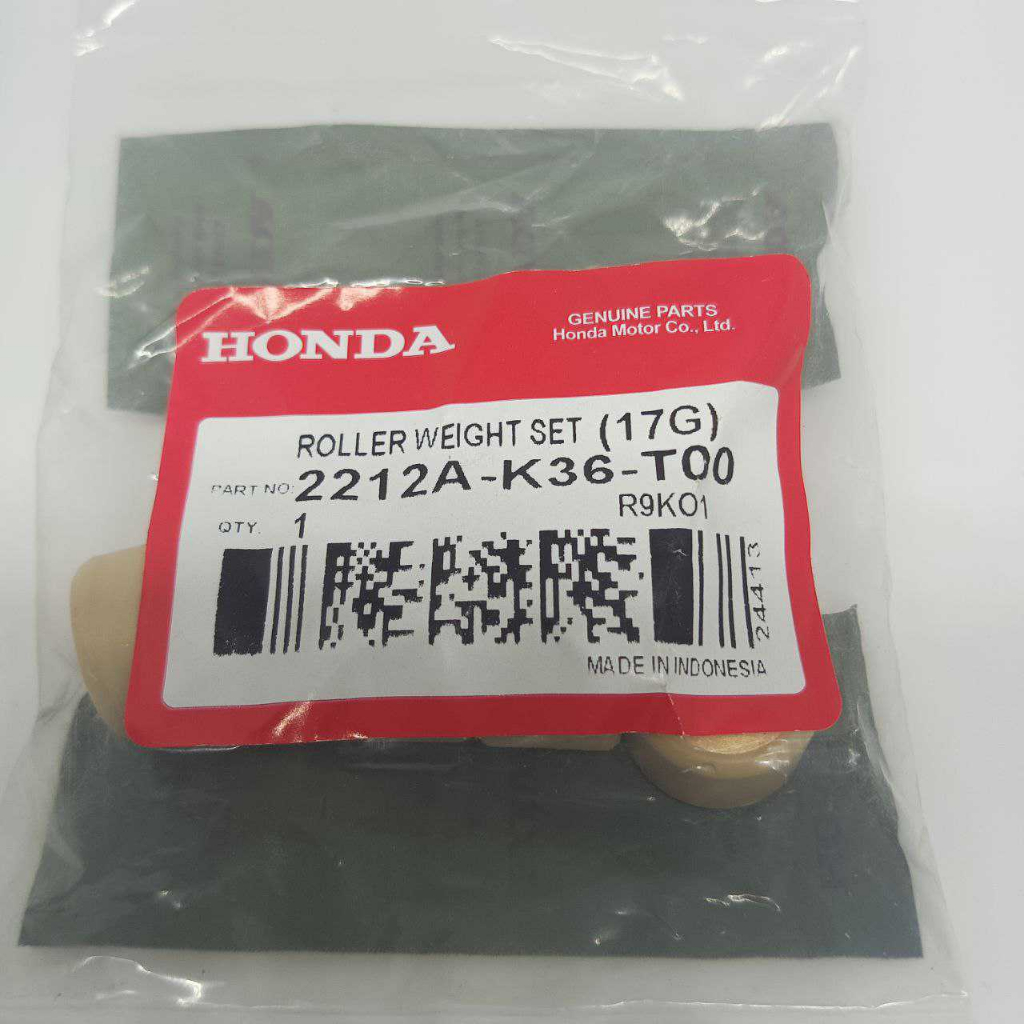 HONDA
GENUINE PARTS
Honda Motor Co., Ltd.
ROLLER WEIGHT SET (17G)
PART NO: 2212A-K36-T00
R9KO1
QTY. 1
24413
MADE IN INDONESIA